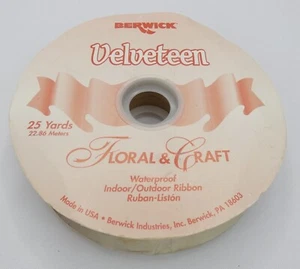 BERWICK
Velveteen
25 Yards
22.86 Meters
FLORAL & CRAFT
Waterproof
Indoor/Outdoor Ribbon
Ruban-Listón
Made in USA • Berwick Industries, Inc. Berwick, PA 18603